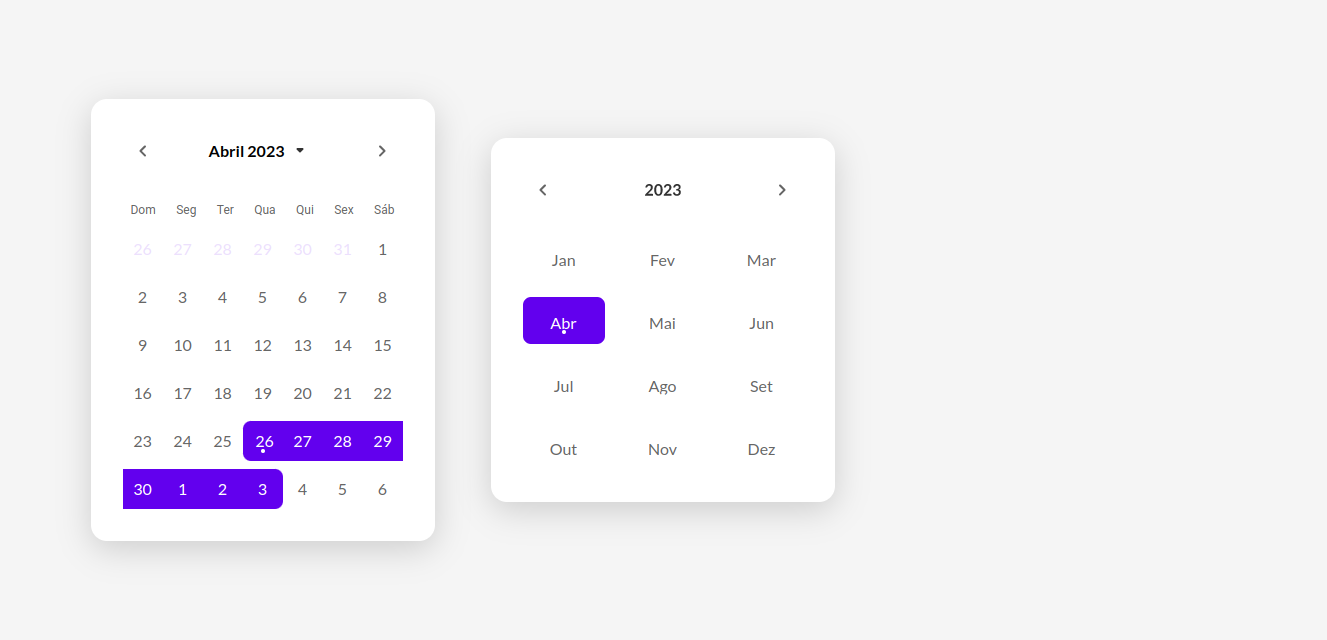 Abril 2023
Dom Seg Ter Qua Qui Sex Sáb
26 27 28 29 30 31 1
2 3 4 5 6 7 8
9 10 11 12 13 14 15
16 17 18 19 20 21 22
23 24 25 26 27 28 29
30 1 2 3 4 5 6
2023
Jan Fev Mar
Abr Mai Jun
Jul Ago Set
Out Nov Dez